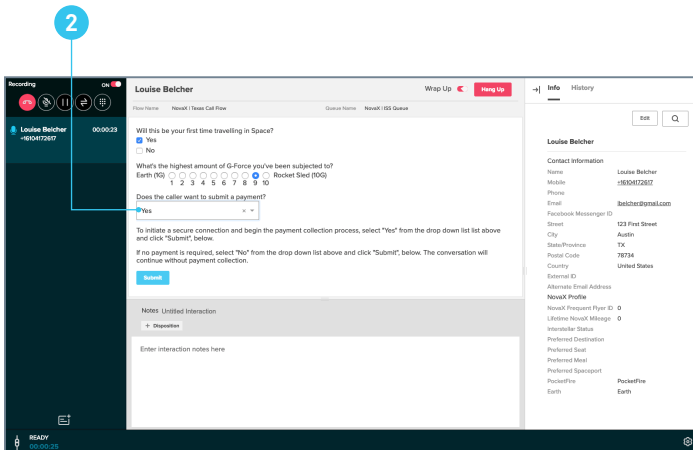 2
Recording
ON
Louise Belcher
00:00:23
+16104172617
READY
00:00:25
Louise Belcher
Wrap Up
Hang Up
Flow Name NovaX | Texas Call Flow
Queue Name NovaX | ISS Queue
Will this be your first time travelling in Space?
Yes
No
What's the highest amount of G-Force you've been subjected to?
Earth (1G) Rocket Sled (10G)
1 2 3 4 5 6 7 8 9 10
Does the caller want to submit a payment?
Yes
To initiate a secure connection and begin the payment collection process, select "Yes" from the drop down list list above
and click "Submit", below.
If no payment is required, select "No" from the drop down list above and click "Submit", below. The conversation will
continue without payment collection.
Submit
Notes Untitled Interaction
+ Disposition
Enter interaction notes here
Info History
Edit
Louise Belcher
Contact Information
Name Louise Belcher
Mobile +16104172617
Phone
Email lbelcher@gmail.com
Facebook Messenger ID
Street 123 First Street
City Austin
State/Province TX
Postal Code 78734
Country United States
External ID
Alternate Email Address
NovaX Profile
NovaX Frequent Flyer ID 0
Lifetime NovaX Mileage 0
Interstellar Status
Preferred Destination
Preferred Seat
Preferred Meal
Preferred Spaceport
PocketFire PocketFire
Earth Earth